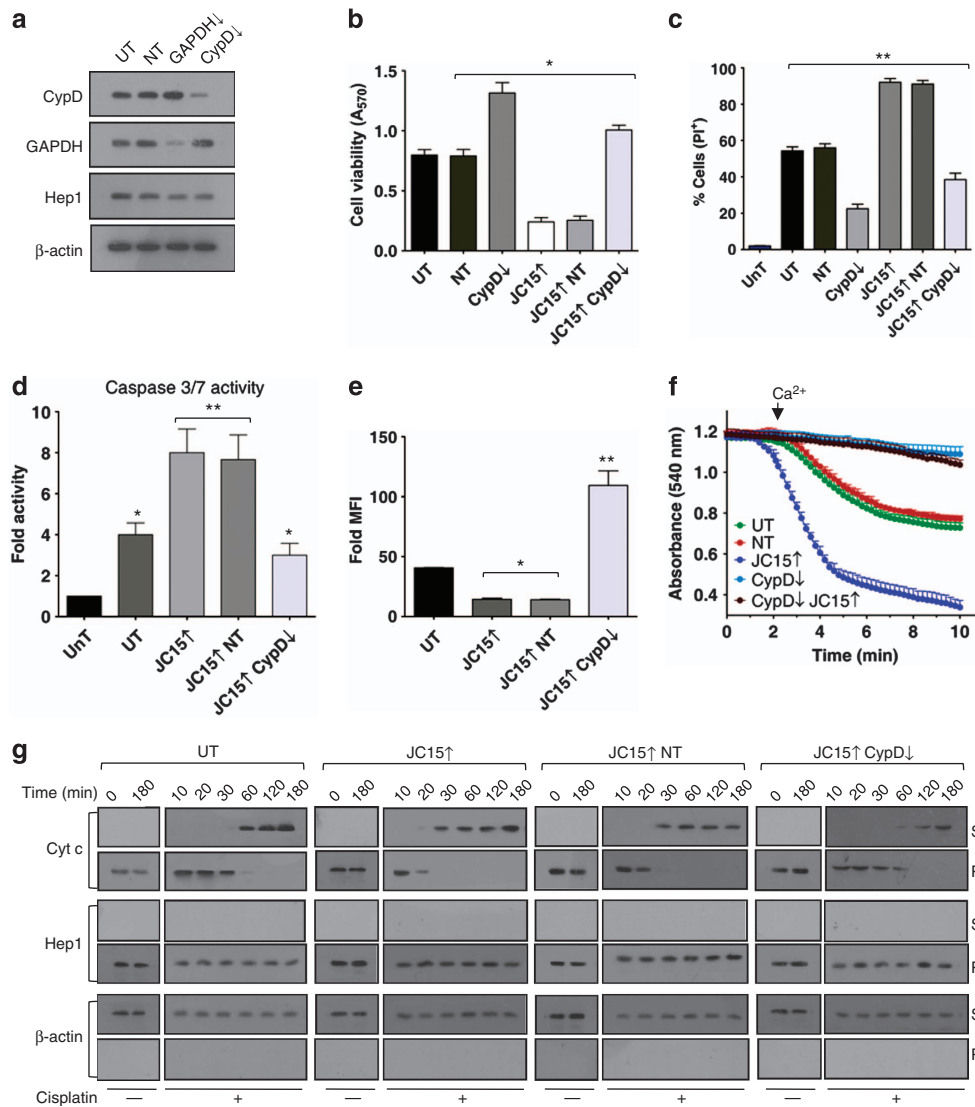 a
UT NT GAPDH↓ CypD↓
CypD
GAPDH
Hep1
β-actin
b
*
Cell viability (A570)
1.5
1.0
0.5
0.0
UT NT CypD↓ JC15↑ JC15↑ NT JC15↑ CypD↓
c
**
% Cells (PI+)
100
80
60
40
20
0
UnT UT NT CypD↓ JC15↑ JC15↑ NT JC15↑ CypD↓
d
Caspase 3/7 activity
Fold activity
10
8
6
4
2
0
* ** *
UnT UT JC15↑ JC15↑ NT JC15↑ CypD↓
e
Fold MFI
150
100
50
0
* **
UT JC15↑ JC15↑ NT JC15↑ CypD↓
f
Ca2+
Absorbance (540 nm)
1.2
1.0
0.8
0.6
0.4
UT
NT
JC15↑
CypD↓
CypD↓ JC15↑
0 2 4 6 8 10
Time (min)
g
UT JC15↑ JC15↑ NT JC15↑ CypD↓
Time (min) 0 180 10 20 30 60 120 180 0 180 10 20 30 60 120 180 0 180 10 20 30 60 120 180 0 180 10 20 30 60 120 180
Cyt c
Hep1
β-actin
Cisplatin — + — + — + — +